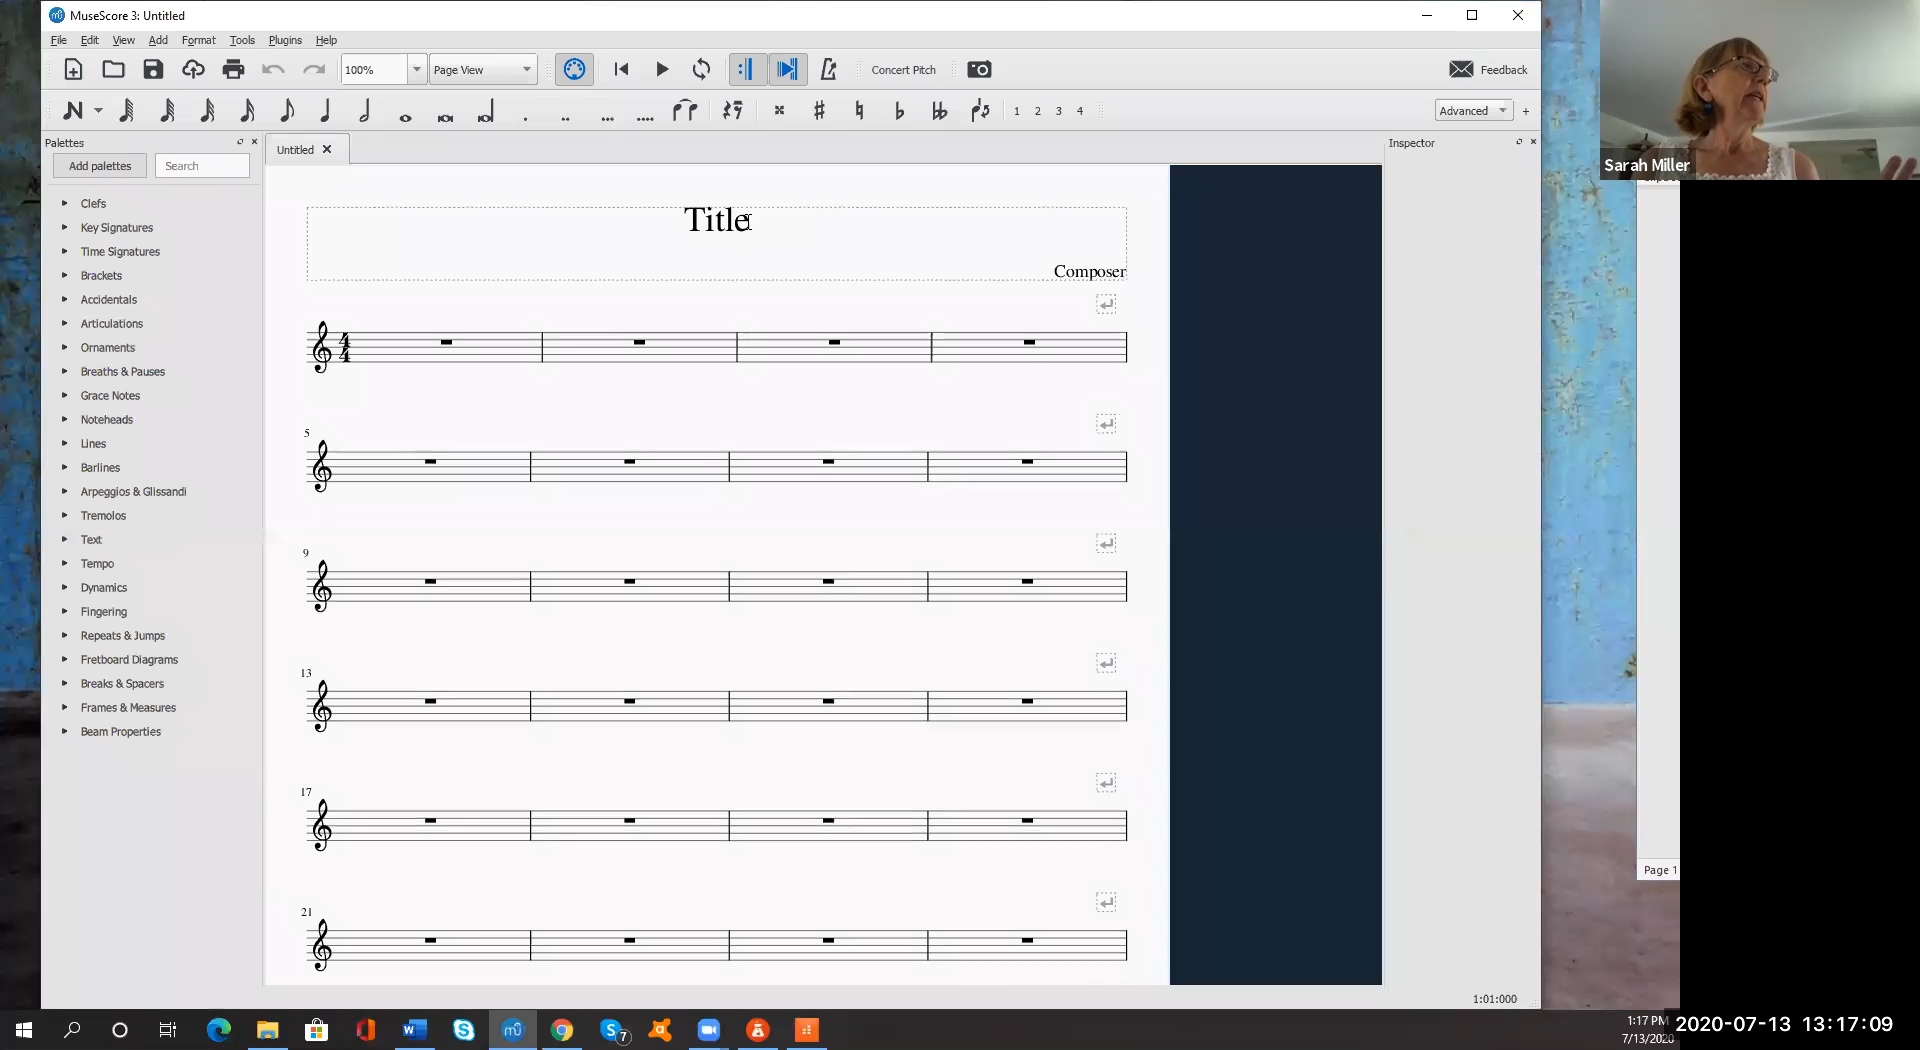 MuseScore 3: Untitled
File Edit View Add Format Tools Plugins Help
100% Page View Concert Pitch Feedback
1 2 3 4 Advanced +
Palettes
Untitled
Inspector
Add palettes Search
Clefs
Key Signatures
Time Signatures
Brackets
Accidentals
Articulations
Ornaments
Breaths & Pauses
Grace Notes
Noteheads
Lines
Barlines
Arpeggios & Glissandi
Tremolos
Text
Tempo
Dynamics
Fingering
Repeats & Jumps
Fretboard Diagrams
Breaks & Spacers
Frames & Measures
Beam Properties
Title
Composer
4
4
5
9
13
17
21
Sarah Miller
Page 1
1:01:000
7
1:17 PM
7/13/2020
2020-07-13 13:17:09